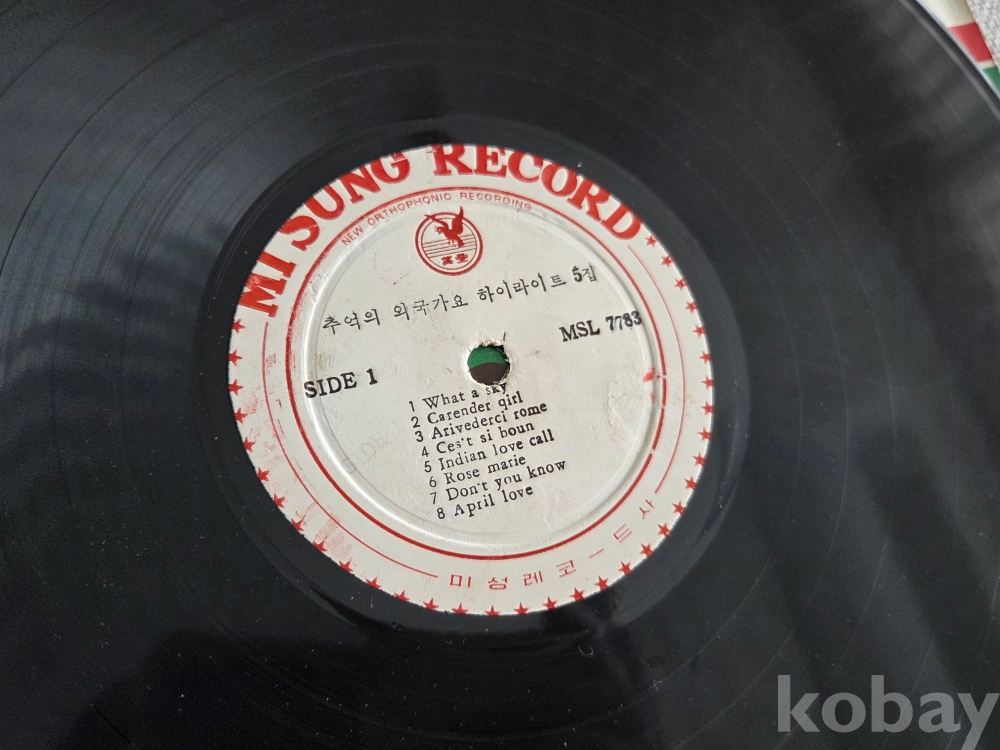 MI SUNG RECORD
NEW ORTHOPHONIC RECORDING
추억의 외국가요 하이라이트 5집
MSL 7783
SIDE 1
1 What a sky
2 Carender girl
3 Arivederci rome
4 Ces't si boun
5 Indian love call
6 Rose marie
7 Don't you know
8 April love
미성레코-드사
kobay